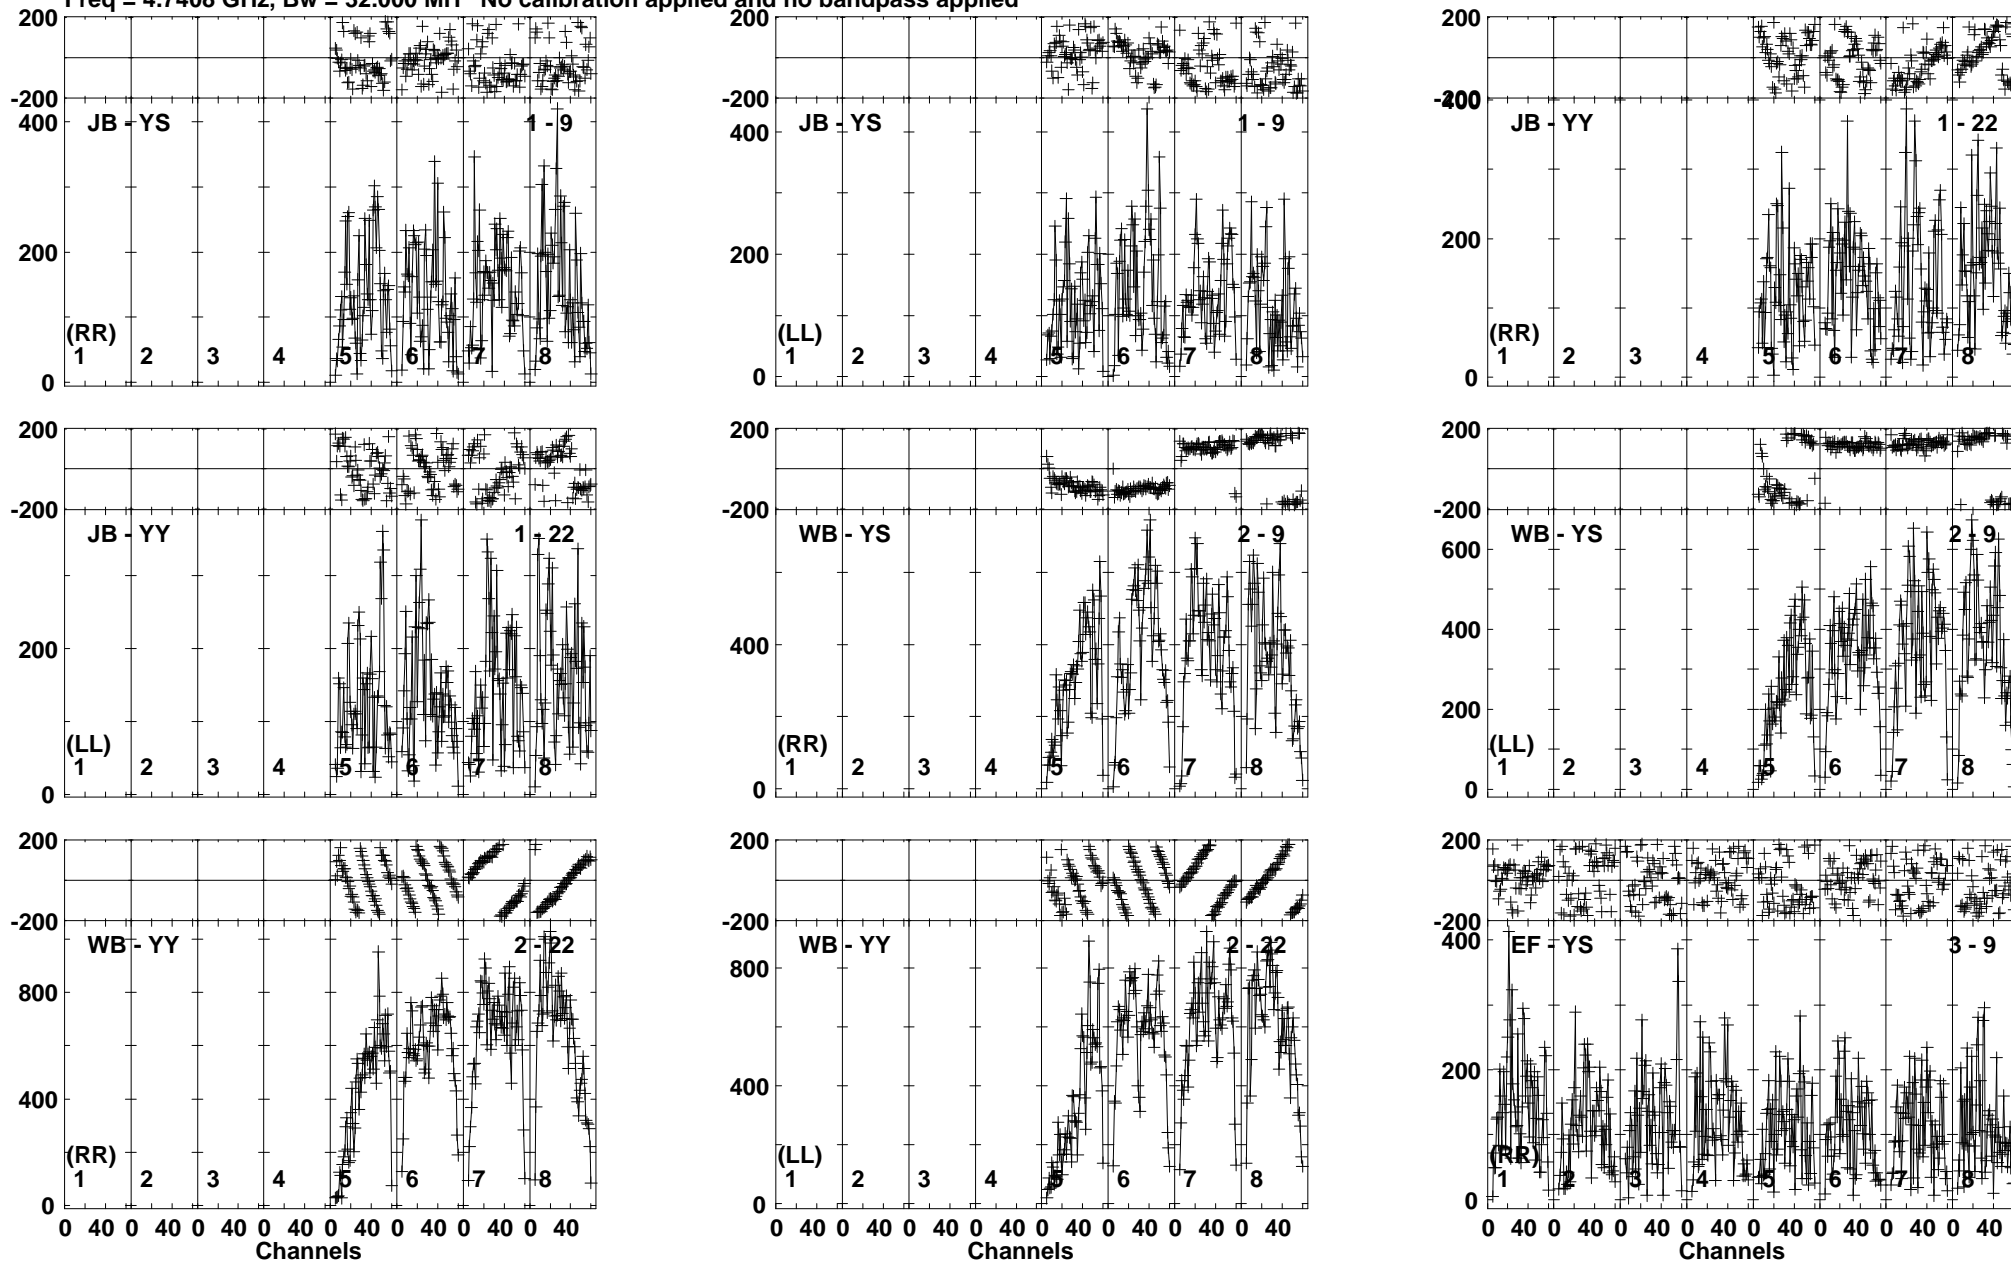 Freq = 4.7408 GHz, Bw = 32.000 MH No calibration applied and no bandpass applied
200 200 200
-200 -200 -200
JB - YS 1 - 9 JB - YS 1 - 9 400 JB - YY 1 - 22
400 400
200 200 200
(RR) (LL) (RR)
1 2 3 4 5 6 7 8 1 2 3 4 5 6 7 8 1 2 3 4 5 6 7 8
0 0 0
200 200 200
-200 -200 -200
JB - YY 1 - 22 WB - YS 2 - 9 WB - YS 2 - 9
600
200 400 400
200
(LL) (RR) (LL)
1 2 3 4 5 6 7 8 1 2 3 4 5 6 7 8 1 2 3 4 5 6 7 8
0 0 0
200 200 200
-200 -200 -200
WB - YY 2 - 22 WB - YY 2 - 22 EF - YS 3 - 9
800 800 400
400 400 200
(RR) (LL) (RR)
1 2 3 4 5 6 7 8 1 2 3 4 5 6 7 8 1 2 3 4 5 6 7 8
0 0 0
0 40 0 40 0 40 0 40 0 40 0 40 0 40 0 40 0 40 0 40 0 40 0 40 0 40 0 40 0 40 0 40 0 40 0 40 0 40 0 40 0 40 0 40 0 40 0 40
Channels Channels Channels